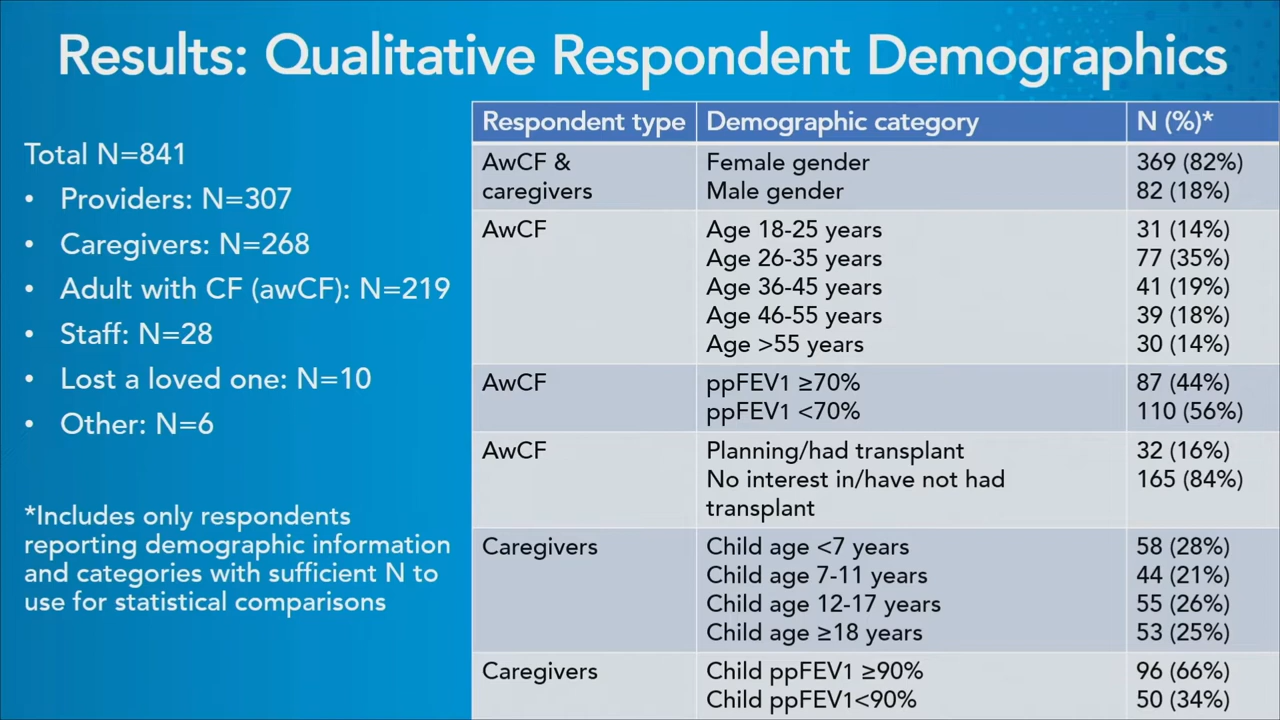 Results: Qualitative Respondent Demographics
Total N=841
• Providers: N=307
• Caregivers: N=268
• Adult with CF (awCF): N=219
• Staff: N=28
• Lost a loved one: N=10
• Other: N=6
*Includes only respondents
reporting demographic information
and categories with sufficient N to
use for statistical comparisons
Respondent type Demographic category N (%)*
AwCF & Female gender 369 (82%)
caregivers Male gender 82 (18%)
AwCF Age 18-25 years 31 (14%)
Age 26-35 years 77 (35%)
Age 36-45 years 41 (19%)
Age 46-55 years 39 (18%)
Age >55 years 30 (14%)
AwCF ppFEV1 ≥70% 87 (44%)
ppFEV1 <70% 110 (56%)
AwCF Planning/had transplant 32 (16%)
No interest in/have not had 165 (84%)
transplant
Caregivers Child age <7 years 58 (28%)
Child age 7-11 years 44 (21%)
Child age 12-17 years 55 (26%)
Child age ≥18 years 53 (25%)
Caregivers Child ppFEV1 ≥90% 96 (66%)
Child ppFEV1<90% 50 (34%)